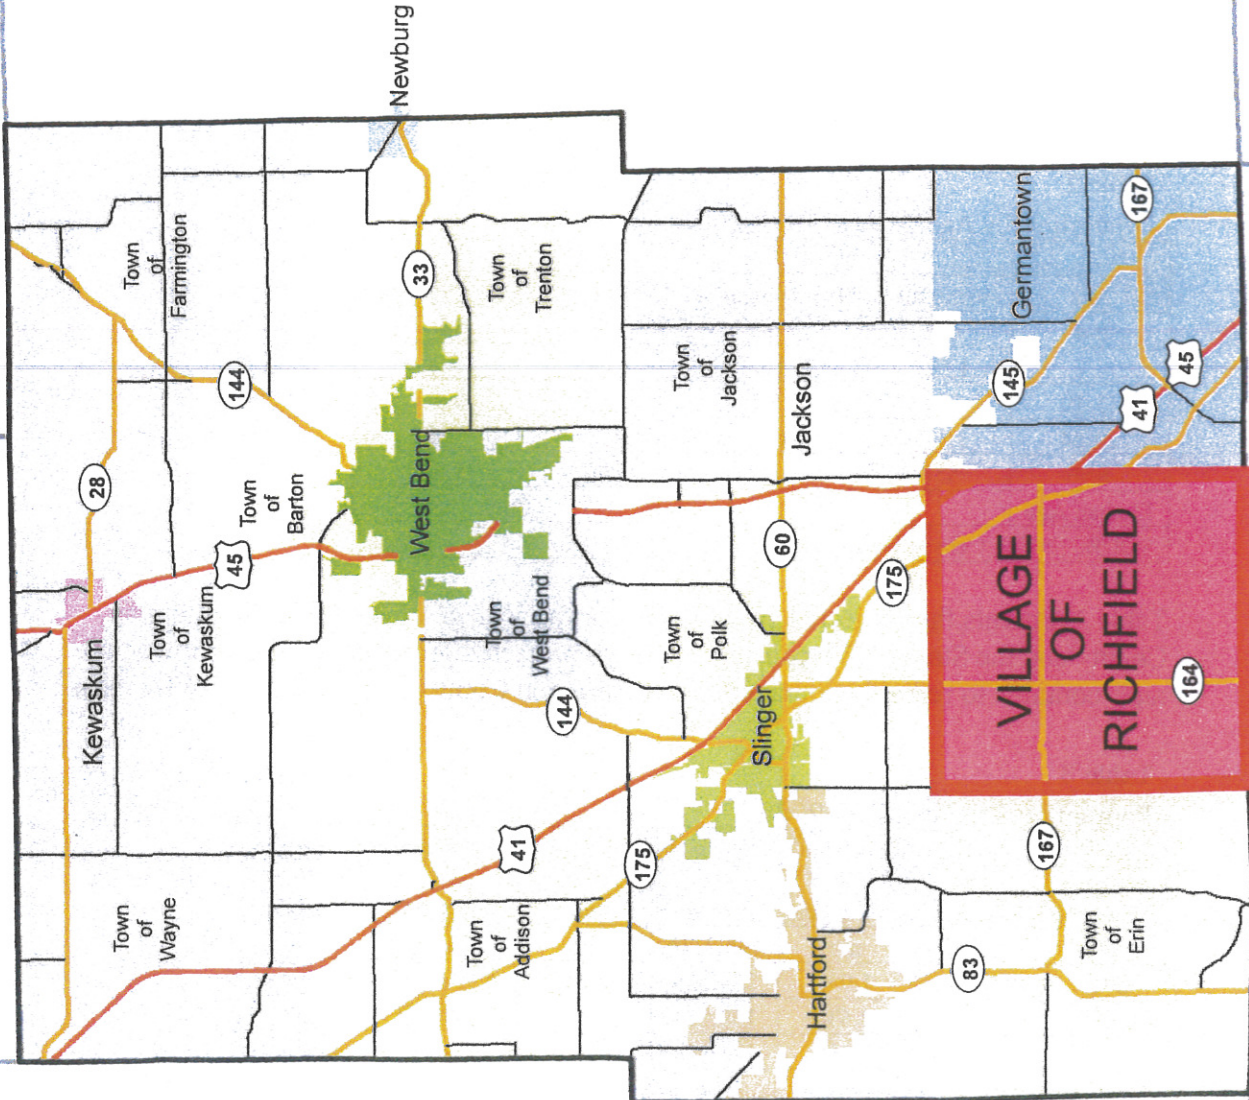 Newburg
Town
of
Farmington
33
Town
of
Trenton
144
28
Town
of
Barton
West Bend
45
Town
of
Kewaskum
Kewaskum
Town
of
West Bend
144
Town
of
Jackson
Jackson
60
Germantown
167
145
45
41
175
Town
of
Polk
Slinger
VILLAGE
OF
RICHFIELD
164
41
175
167
Town
of
Wayne
Town
of
Addison
Hartford
83
Town
of
Erin